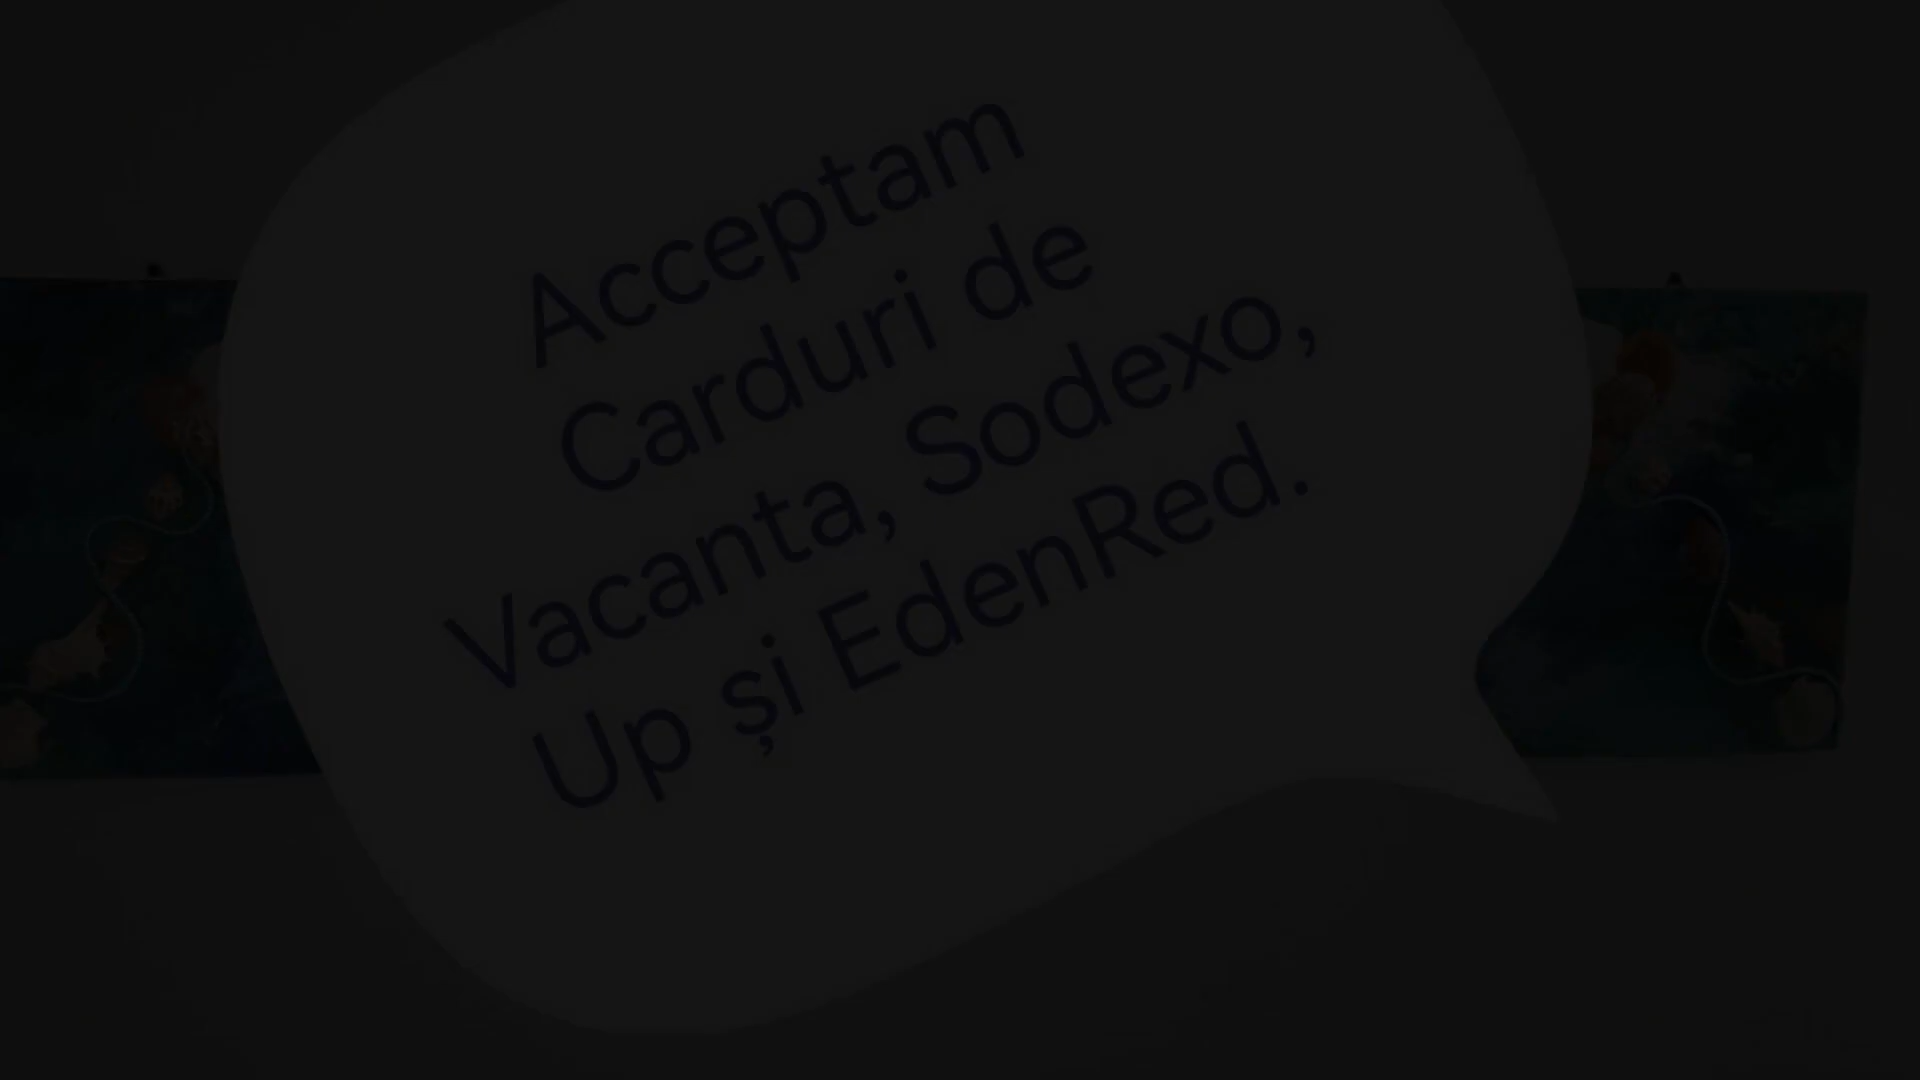 Acceptam
Carduri de
Vacanta, Sodexo,
Up și EdenRed.